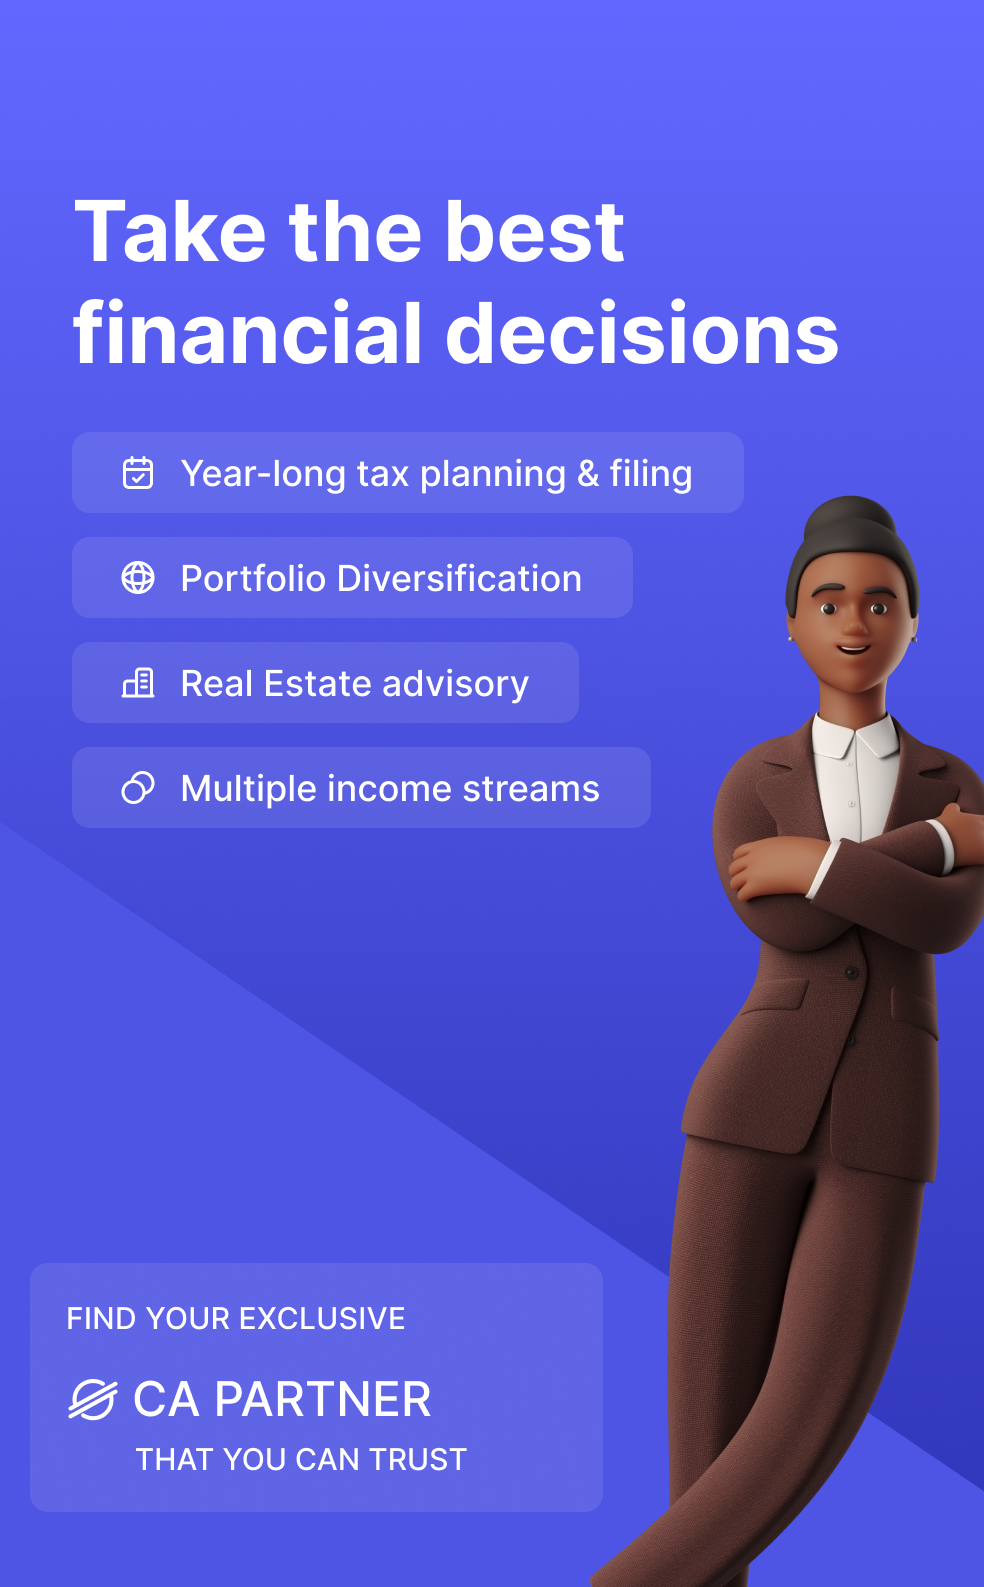 Take the best
financial decisions
Year-long tax planning & filing
Portfolio Diversification
Real Estate advisory
Multiple income streams
FIND YOUR EXCLUSIVE
CA PARTNER
THAT YOU CAN TRUST